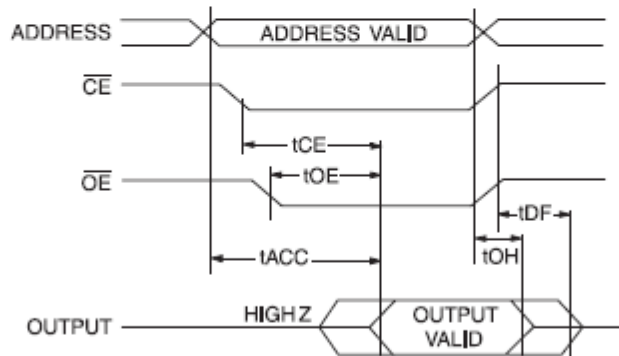 ADDRESS
ADDRESS VALID
CE
tCE
OE
tOE
tDF
tACC
tOH
HIGH Z
OUTPUT
OUTPUT
VALID